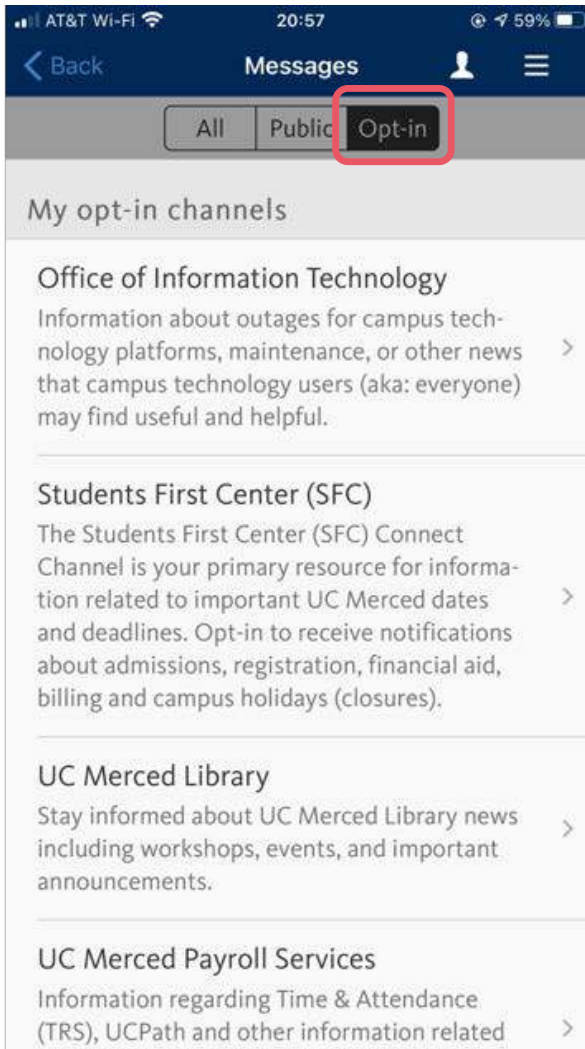 AT&T Wi-Fi 20:57 59%
Back Messages
All Public Opt-in
My opt-in channels
Office of Information Technology
Information about outages for campus tech-
nology platforms, maintenance, or other news
that campus technology users (aka: everyone)
may find useful and helpful.
Students First Center (SFC)
The Students First Center (SFC) Connect
Channel is your primary resource for informa-
tion related to important UC Merced dates
and deadlines. Opt-in to receive notifications
about admissions, registration, financial aid,
billing and campus holidays (closures).
UC Merced Library
Stay informed about UC Merced Library news
including workshops, events, and important
announcements.
UC Merced Payroll Services
Information regarding Time & Attendance
(TRS), UCPath and other information related